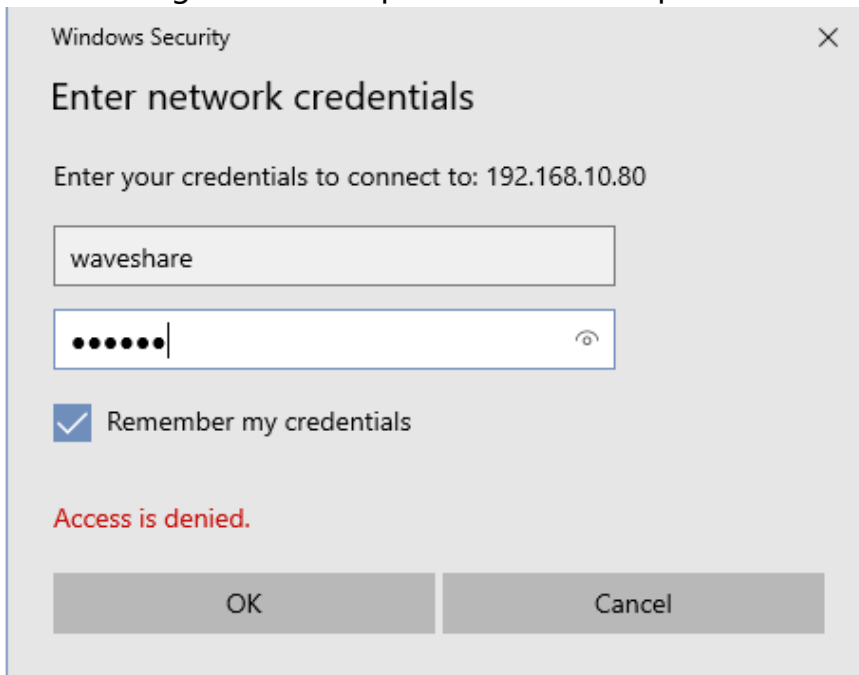 Windows Security
Enter network credentials
Enter your credentials to connect to: 192.168.10.80
waveshare
••••••
Remember my credentials
Access is denied.
OK
Cancel